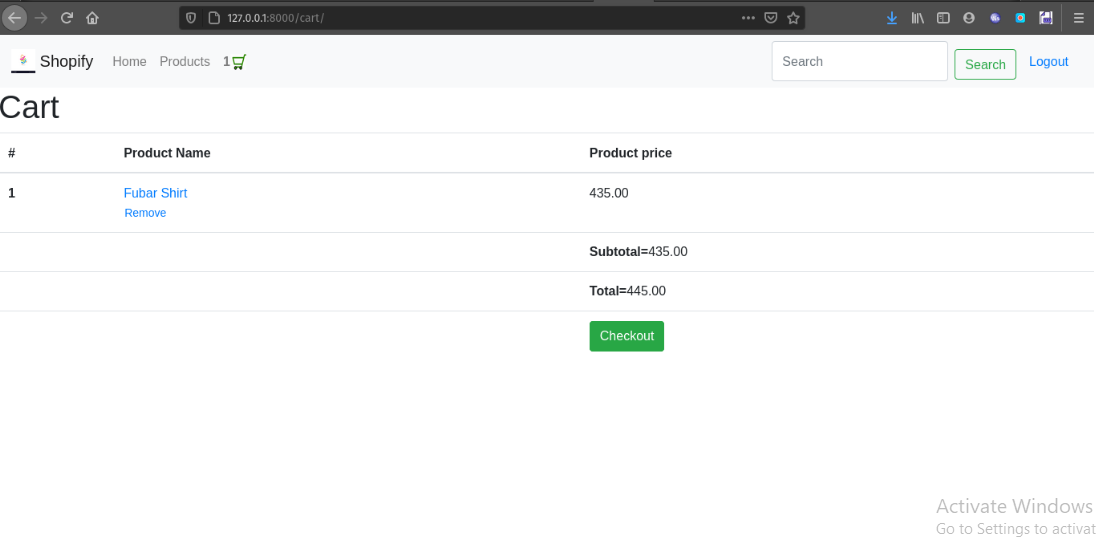 127.0.0.1:8000/cart/
Shopify Home Products 1 Search Search Logout
Cart
# Product Name Product price
1 Fubar Shirt 435.00
Remove
Subtotal=435.00
Total=445.00
Checkout
Activate Windows
Go to Settings to activat